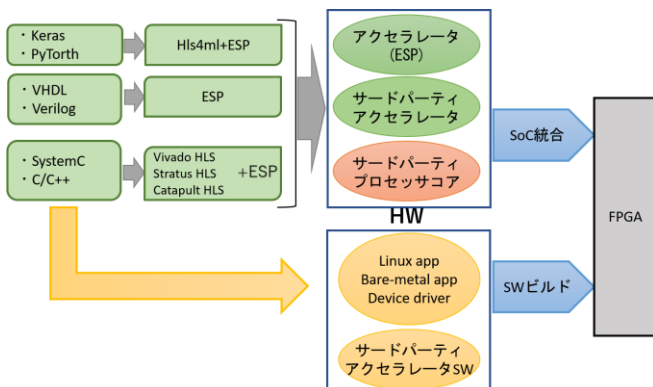 ・Keras
・PyTorth
Hls4ml+ESP
・VHDL
・Verilog
ESP
・SystemC
・C/C++
Vivado HLS
Stratus HLS
Catapult HLS
+ESP
アクセラレータ
(ESP)
サードパーティ
アクセラレータ
サードパーティ
プロセッサコア
HW
Linux app
Bare-metal app
Device driver
サードパーティ
アクセラレータSW
SoC統合
SWビルド
FPGA